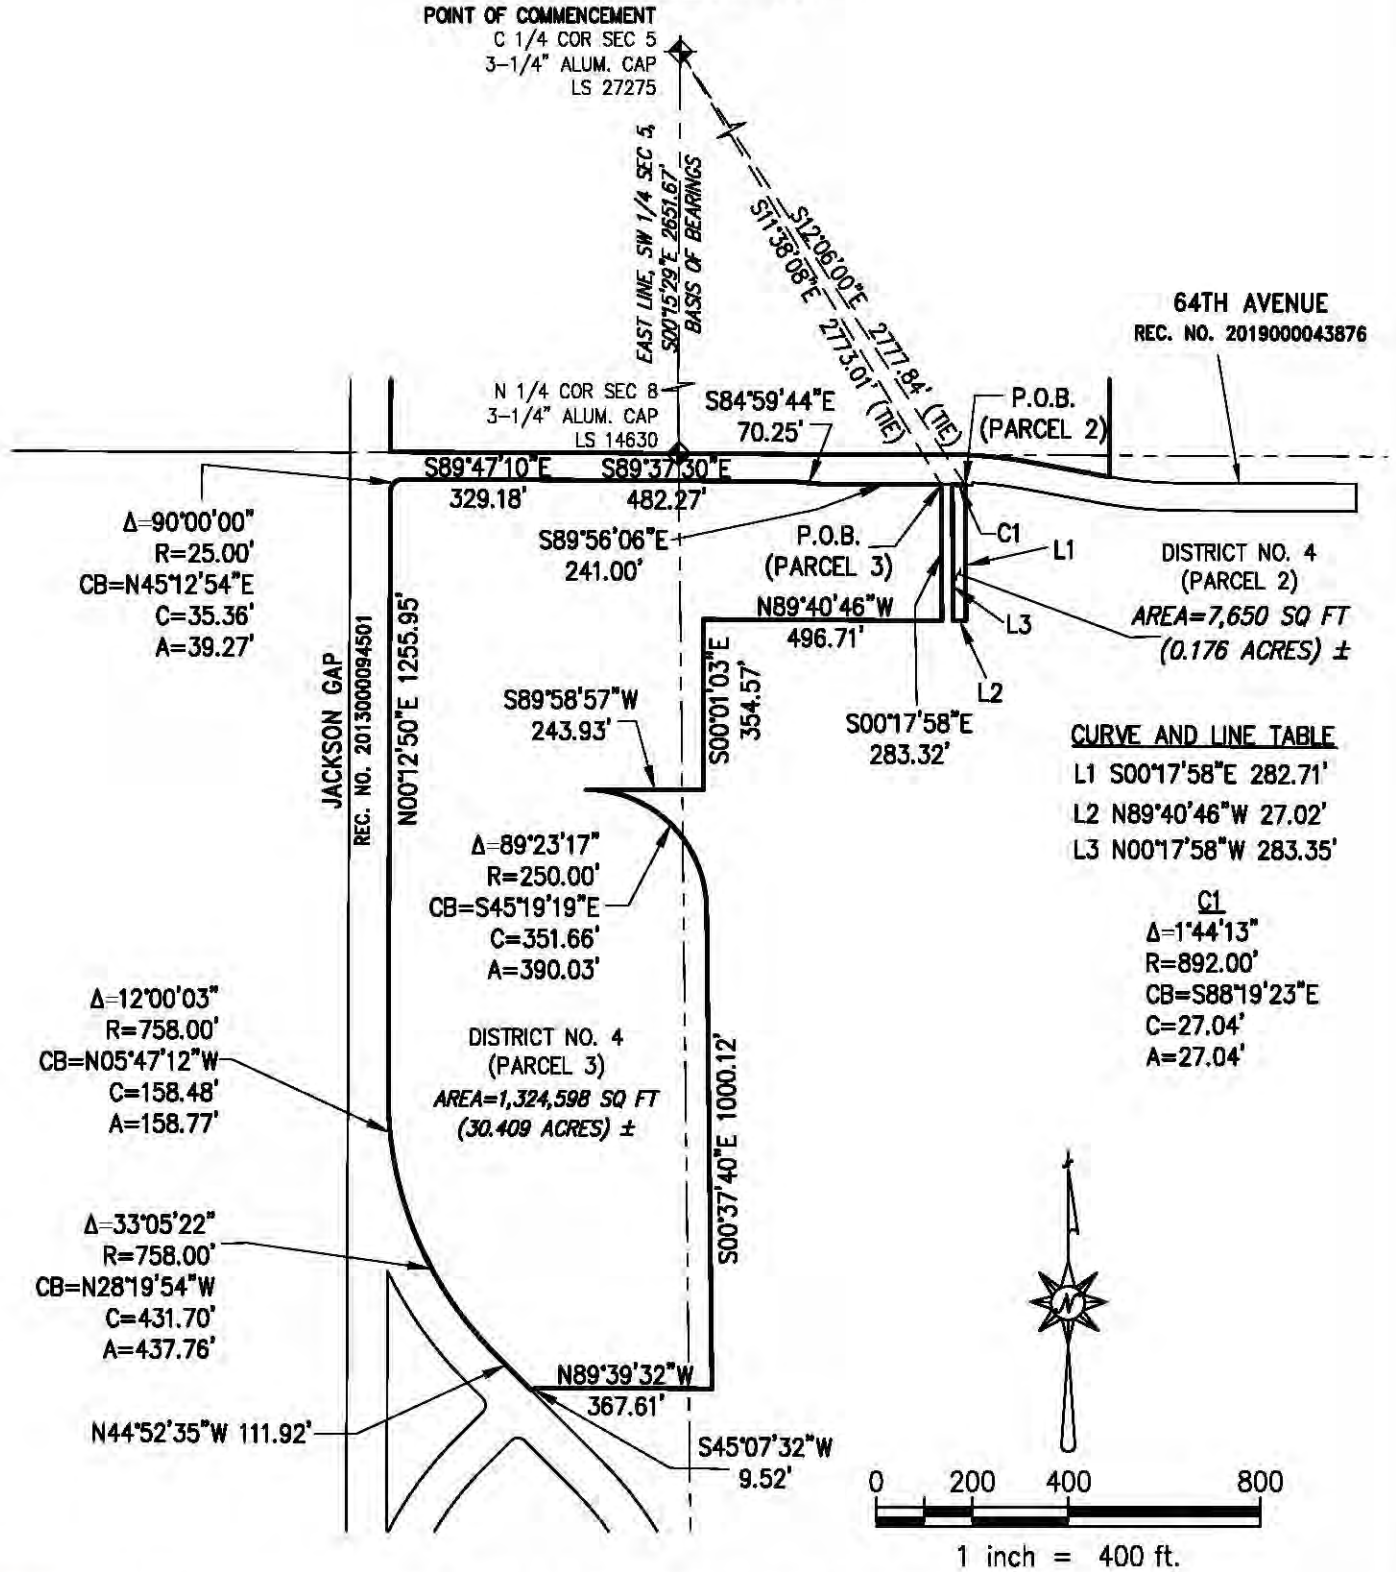 POINT OF COMMENCEMENT
C 1/4 COR SEC 5
3-1/4" ALUM. CAP
LS 27275
EAST LINE, SW 1/4 SEC 5,
S00°15'29"E 2651.67'
BASIS OF BEARINGS
S12°06'00"E 2777.84' (TIE)
S11°38'08"E 2773.01' (TIE)
64TH AVENUE
REC. NO. 2019000043876
N 1/4 COR SEC 8
3-1/4" ALUM. CAP
LS 14630
S84°59'44"E
70.25'
P.O.B.
(PARCEL 2)
S89°47'10"E
329.18'
S89°37'30"E
482.27'
Δ=90°00'00"
R=25.00'
CB=N45°12'54"E
C=35.36'
A=39.27'
S89°56'06"E
241.00'
P.O.B.
(PARCEL 3)
C1
L1
DISTRICT NO. 4
(PARCEL 2)
AREA=7,650 SQ FT
(0.176 ACRES) ±
N89°40'46"W
496.71'
L3
L2
JACKSON GAP
REC. NO. 2013000094501
N00°12'50"E 1255.95'
S00°01'03"E
354.57'
S89°58'57"W
243.93'
S00°17'58"E
283.32'
CURVE AND LINE TABLE
L1 S00°17'58"E 282.71'
L2 N89°40'46"W 27.02'
L3 N00°17'58"W 283.35'
Δ=89°23'17"
R=250.00'
CB=S45°19'19"E
C=351.66'
A=390.03'
C1
Δ=1°44'13"
R=892.00'
CB=S88°19'23"E
C=27.04'
A=27.04'
Δ=12°00'03"
R=758.00'
CB=N05°47'12"W
C=158.48'
A=158.77'
DISTRICT NO. 4
(PARCEL 3)
AREA=1,324,598 SQ FT
(30.409 ACRES) ±
S00°37'40"E 1000.12'
Δ=33°05'22"
R=758.00'
CB=N28°19'54"W
C=431.70'
A=437.76'
N
N89°39'32"W
367.61'
N44°52'35"W 111.92'
S45°07'32"W
9.52'
0 200 400 800
1 inch = 400 ft.